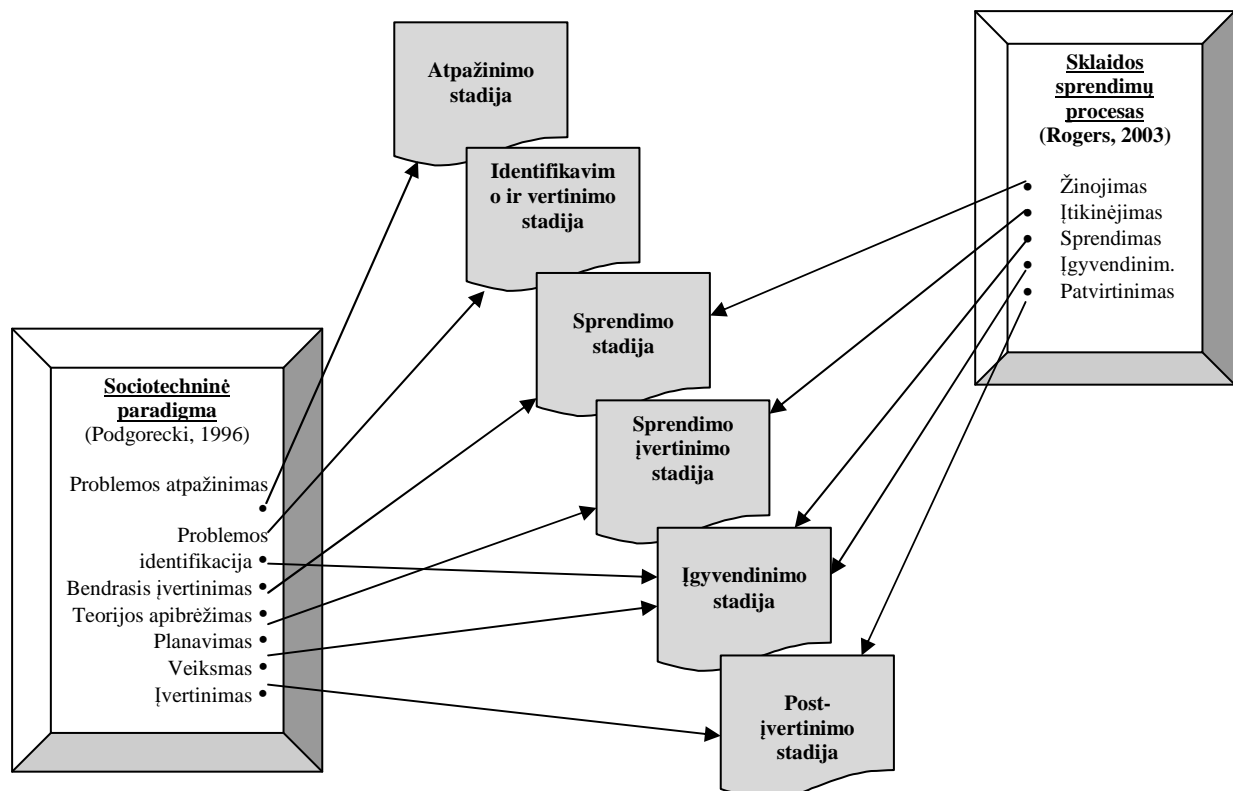 Atpažinimo
stadija
Identifikavim
o ir vertinimo
stadija
Sprendimo
stadija
Sprendimo
įvertinimo
stadija
Įgyvendinimo
stadija
Post-
įvertinimo
stadija
Sociotechninė
paradigma
(Podgorecki, 1996)
Problemos atpažinimas
•
Problemos
identifikacija •
Bendrasis įvertinimas •
Teorijos apibrėžimas •
Planavimas •
Veiksmas •
Įvertinimas •
Sklaidos
sprendimų
procesas
(Rogers, 2003)
• Žinojimas
• Įtikinėjimas
• Sprendimas
• Įgyvendinim.
• Patvirtinimas